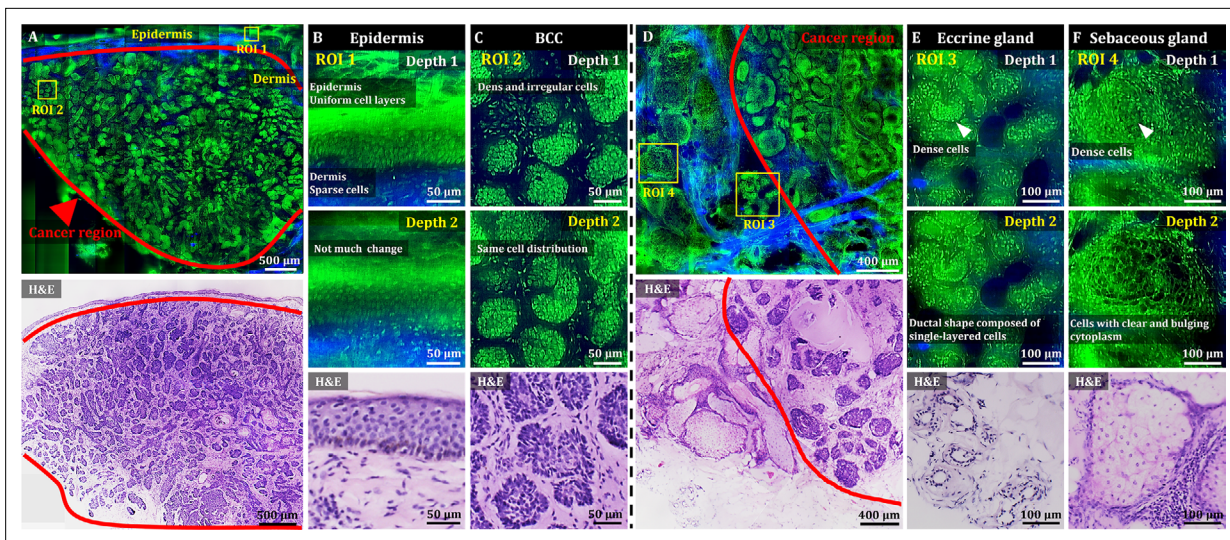 A
Epidermis
ROI 1
Dermis
ROI 2
Cancer region
500 µm
H&E
500 µm
B Epidermis
ROI 1 Depth 1
Epidermis
Uniform cell layers
Dermis
Sparse cells
50 µm
Depth 2
Not much change
50 µm
H&E
50 µm
C BCC
ROI 2 Depth 1
Dens and irregular cells
50 µm
Depth 2
Same cell distribution
50 µm
H&E
50 µm
D Cancer region
ROI 4
ROI 3
400 µm
H&E
400 µm
E Eccrine gland
ROI 3 Depth 1
Dense cells
100 µm
Depth 2
Ductal shape composed of
single-layered cells
100 µm
H&E
100 µm
F Sebaceous gland
ROI 4 Depth 1
Dense cells
100 µm
Depth 2
Cells with clear and bulging
cytoplasm
100 µm
H&E
100 µm